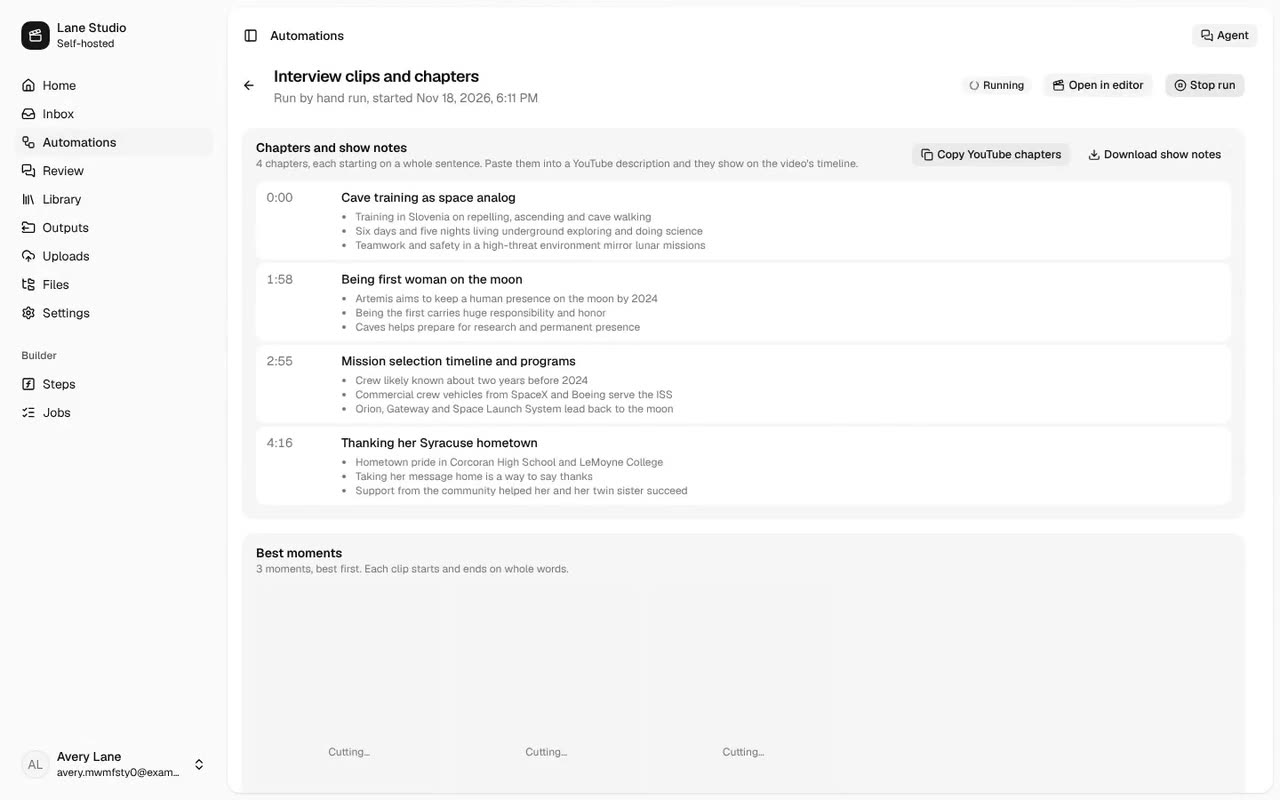 Lane Studio
Self-hosted
Home
Inbox
Automations
Review
Library
Outputs
Uploads
Files
Settings
Builder
Steps
Jobs
AL
Avery Lane
avery.mwmfsty0@exam...
Automations
Agent
Interview clips and chapters
Run by hand run, started Nov 18, 2026, 6:11 PM
Running
Open in editor
Stop run
Chapters and show notes
4 chapters, each starting on a whole sentence. Paste them into a YouTube description and they show on the video's timeline.
Copy YouTube chapters
Download show notes
0:00
Cave training as space analog
• Training in Slovenia on repelling, ascending and cave walking
• Six days and five nights living underground exploring and doing science
• Teamwork and safety in a high-threat environment mirror lunar missions
1:58
Being first woman on the moon
• Artemis aims to keep a human presence on the moon by 2024
• Being the first carries huge responsibility and honor
• Caves helps prepare for research and permanent presence
2:55
Mission selection timeline and programs
• Crew likely known about two years before 2024
• Commercial crew vehicles from SpaceX and Boeing serve the ISS
• Orion, Gateway and Space Launch System lead back to the moon
4:16
Thanking her Syracuse hometown
• Hometown pride in Corcoran High School and LeMoyne College
• Taking her message home is a way to say thanks
• Support from the community helped her and her twin sister succeed
Best moments
3 moments, best first. Each clip starts and ends on whole words.
Cutting...
Cutting...
Cutting...